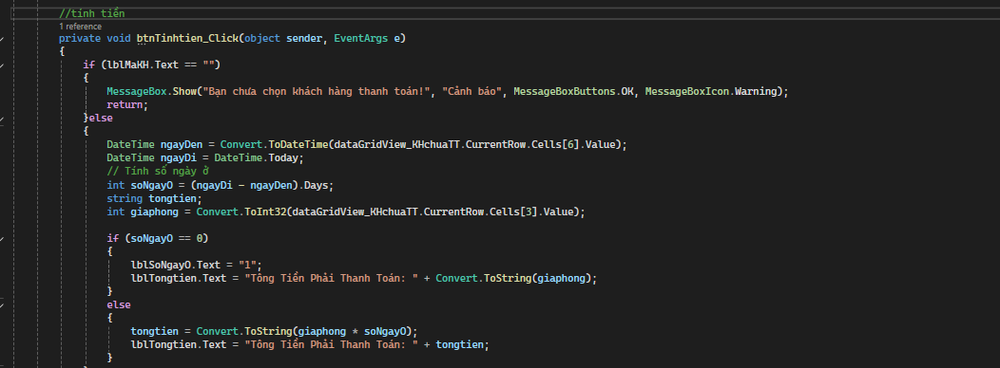 //tính tiền
1 reference
private void btnTinhtien_Click(object sender, EventArgs e)
{
if (lblMaKH.Text == "")
{
MessageBox.Show("Bạn chưa chọn khách hàng thanh toán!", "Cảnh báo", MessageBoxButtons.OK, MessageBoxIcon.Warning);
return;
}else
{
DateTime ngayDen = Convert.ToDateTime(dataGridView_KHchuaTT.CurrentRow.Cells[6].Value);
DateTime ngayDi = DateTime.Today;
// Tính số ngày ở
int soNgayO = (ngayDi - ngayDen).Days;
string tongtien;
int giaphong = Convert.ToInt32(dataGridView_KHchuaTT.CurrentRow.Cells[3].Value);
if (soNgayO == 0)
{
lblSoNgayO.Text = "1";
lblTongtien.Text = "Tông Tiền Phải Thanh Toán: " + Convert.ToString(giaphong);
}
else
{
tongtien = Convert.ToString(giaphong * soNgayO);
lblTongtien.Text = "Tông Tiền Phải Thanh Toán: " + tongtien;
}